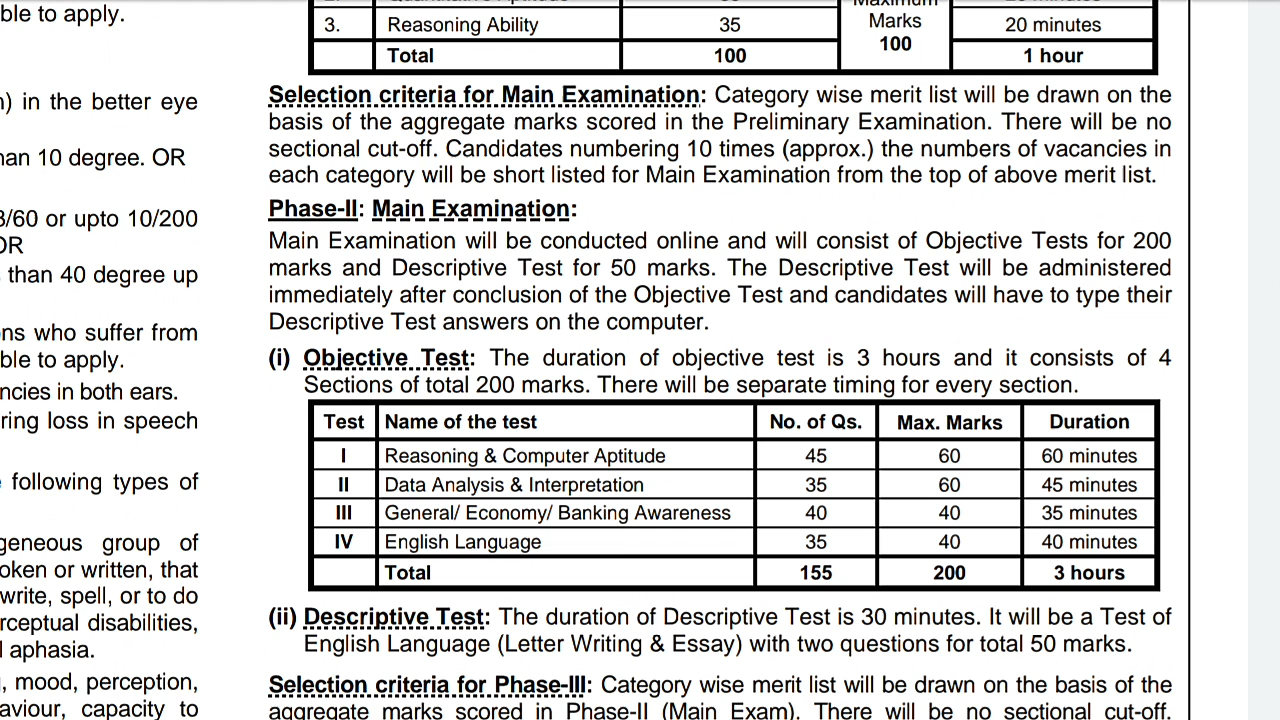 ble to apply.
) in the better eye
an 10 degree. OR
3/60 or upto 10/200
OR
than 40 degree up
ns who suffer from
ble to apply.
ncies in both ears.
ring loss in speech
following types of
geneous group of
oken or written, that
write, spell, or to do
rceptual disabilities,
aphasia.
, mood, perception,
aviour, capacity to
Maximum
3. Reasoning Ability 35 Marks 20 minutes
Total 100 100 1 hour
Selection criteria for Main Examination: Category wise merit list will be drawn on the
basis of the aggregate marks scored in the Preliminary Examination. There will be no
sectional cut-off. Candidates numbering 10 times (approx.) the numbers of vacancies in
each category will be short listed for Main Examination from the top of above merit list.
Phase-II: Main Examination:
Main Examination will be conducted online and will consist of Objective Tests for 200
marks and Descriptive Test for 50 marks. The Descriptive Test will be administered
immediately after conclusion of the Objective Test and candidates will have to type their
Descriptive Test answers on the computer.
(i) Objective Test: The duration of objective test is 3 hours and it consists of 4
Sections of total 200 marks. There will be separate timing for every section.
Test Name of the test No. of Qs. Max. Marks Duration
I Reasoning & Computer Aptitude 45 60 60 minutes
II Data Analysis & Interpretation 35 60 45 minutes
III General/ Economy/ Banking Awareness 40 40 35 minutes
IV English Language 35 40 40 minutes
Total 155 200 3 hours
(ii) Descriptive Test: The duration of Descriptive Test is 30 minutes. It will be a Test of
English Language (Letter Writing & Essay) with two questions for total 50 marks.
Selection criteria for Phase-III: Category wise merit list will be drawn on the basis of the
aggregate marks scored in Phase-II (Main Exam). There will be no sectional cut-off.